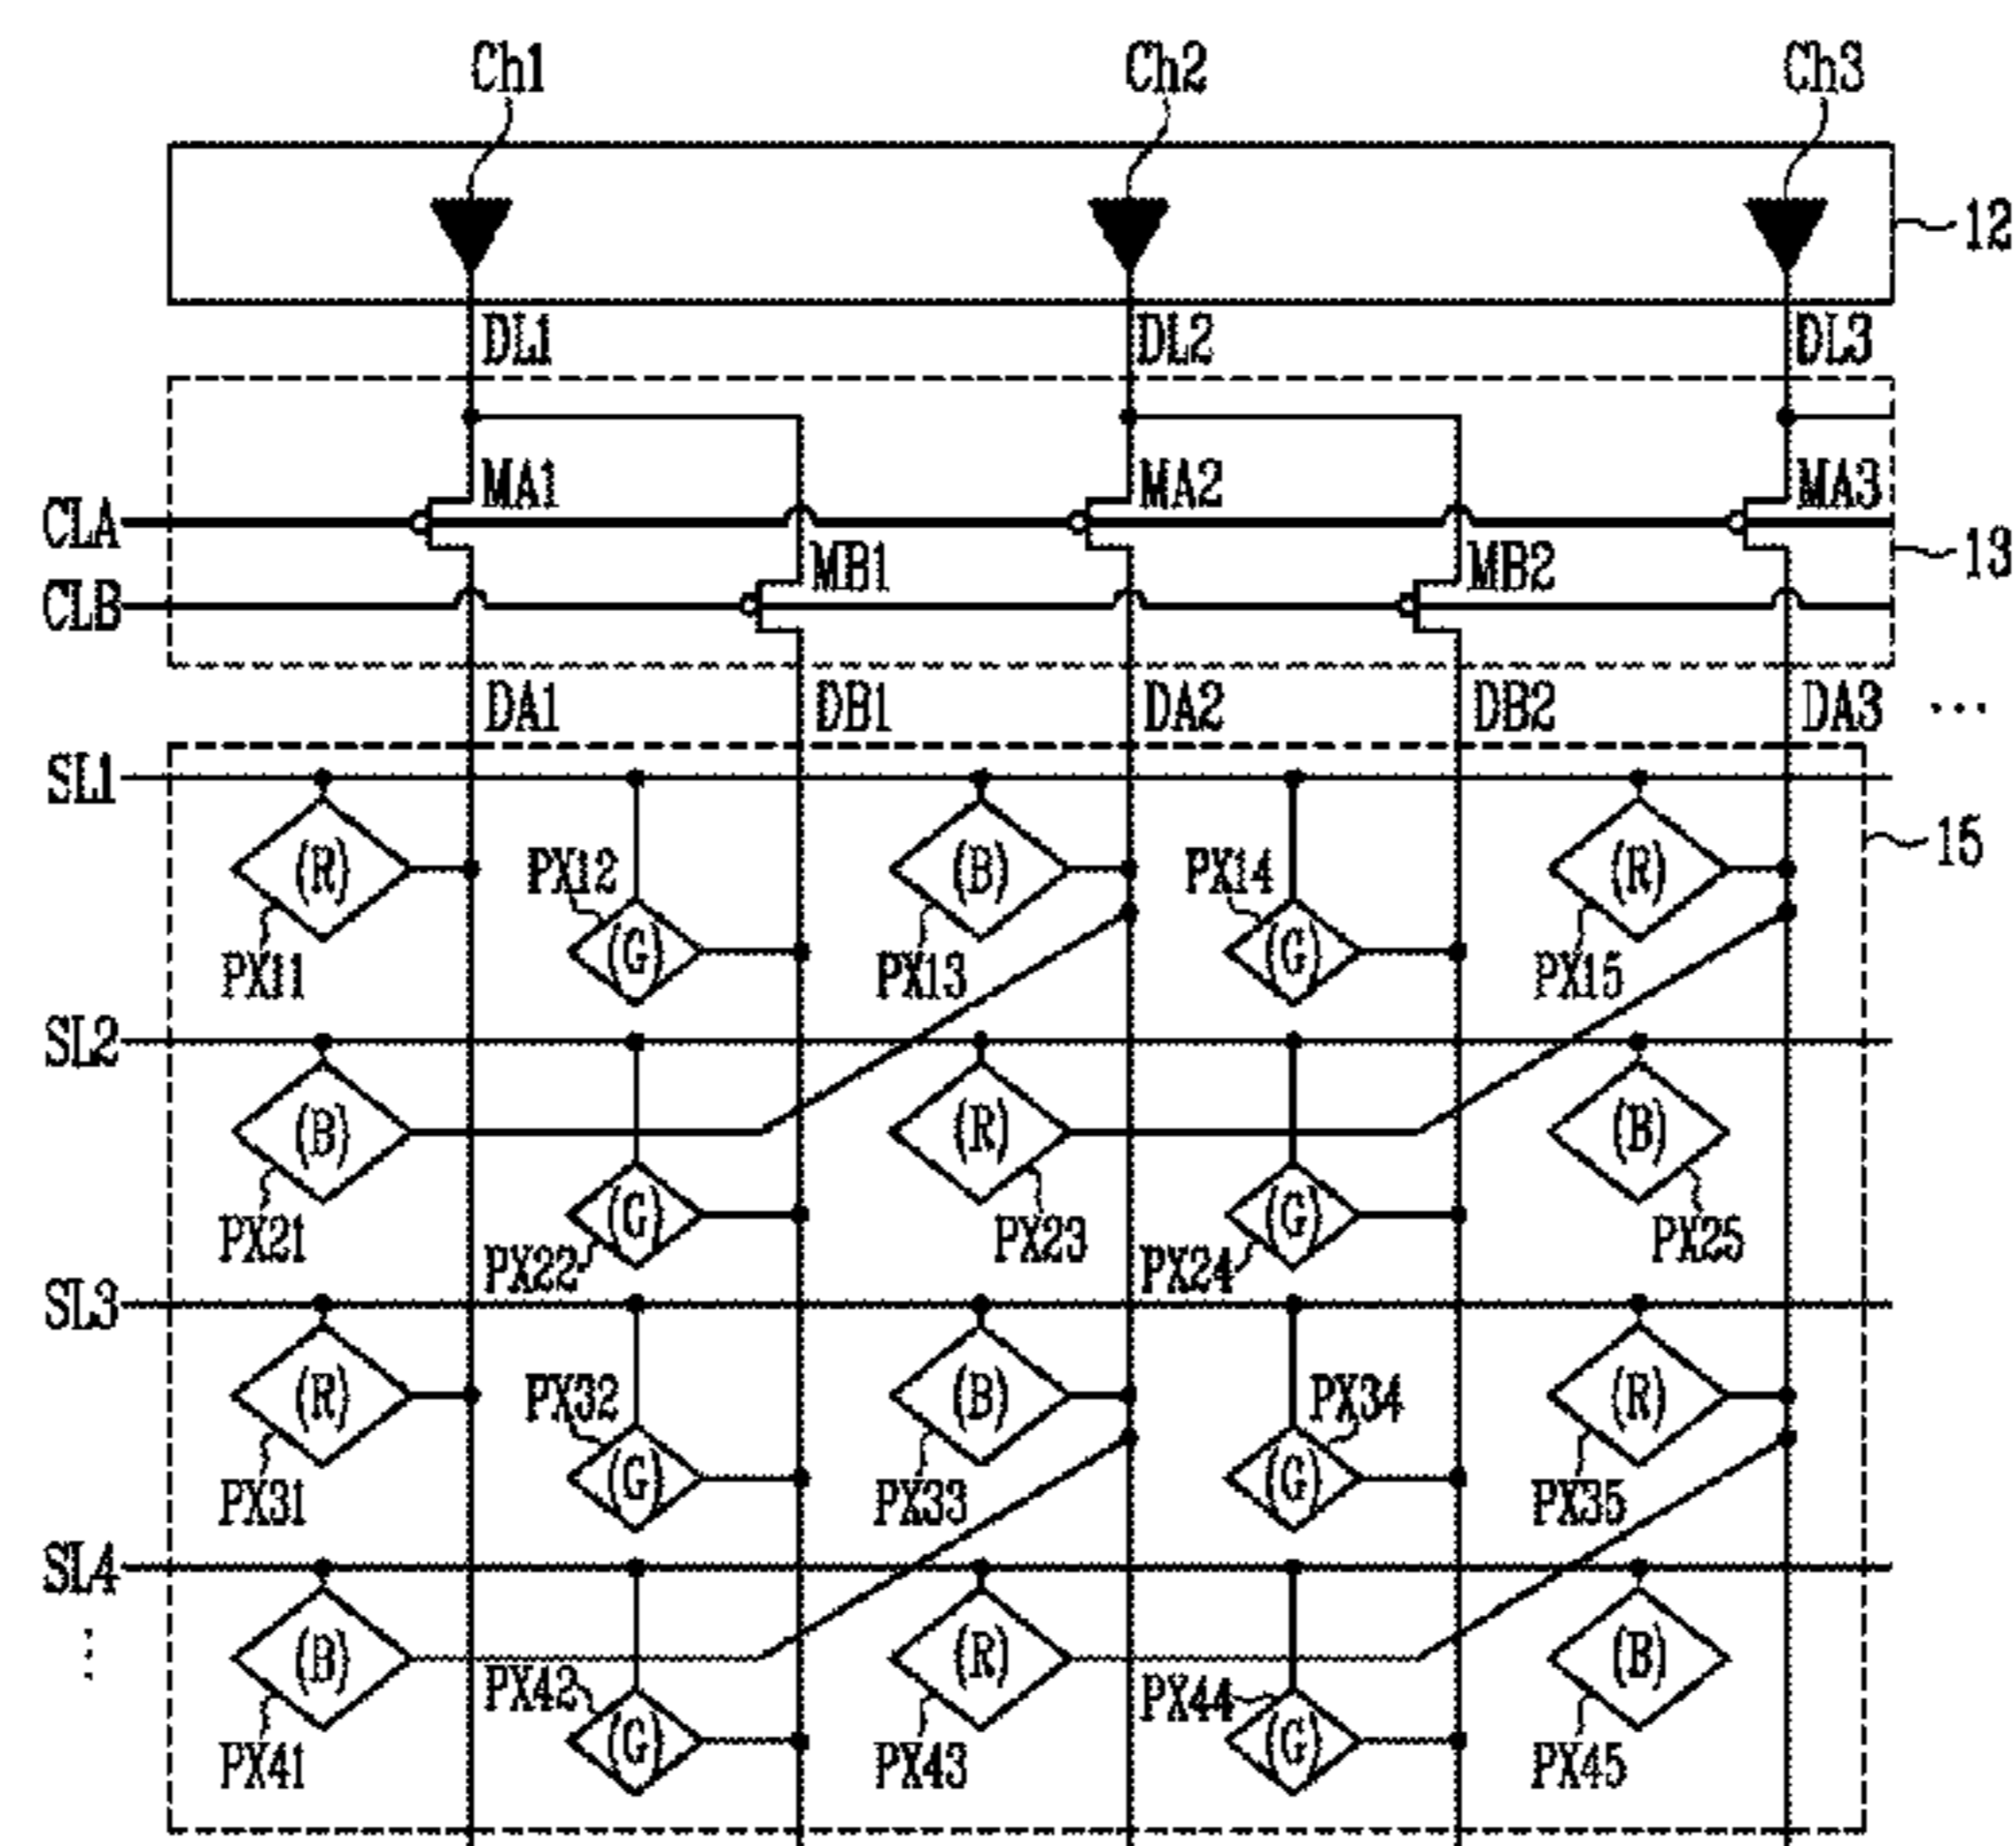 Ch1 Ch2 Ch3
12
DL1 DL2 DL3
MA1 MA2 MA3
CLA
13
MB1 MB2
CLB
DA1 DB1 DA2 DB2 DA3 ...
SL1
15
(R) PX12 (B) PX14 (R)
(G) (G)
PX11 PX13 PX15
SL2
(B) (R) (B)
(G) (G)
PX21 PX22 PX23 PX24 PX25
SL3
(R) PX32 (B) PX34 (R)
(G) (G)
PX31 PX33 PX35
SL4
(B) (R) (B)
⋮
PX42 PX44
(G) (G)
PX41 PX43 PX45